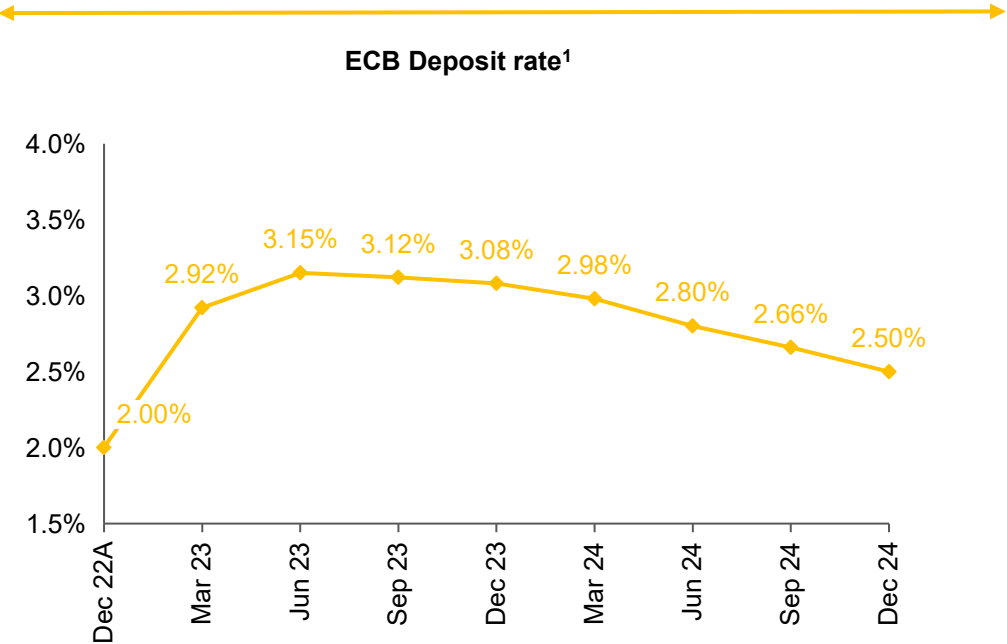 ECB Deposit rate1
4.0%
3.5%
3.0%
2.5%
2.0%
1.5%
2.00%
2.92%
3.15%
3.12%
3.08%
2.98%
2.80%
2.66%
2.50%
Dec 22A
Mar 23
Jun 23
Sep 23
Dec 23
Mar 24
Jun 24
Sep 24
Dec 24